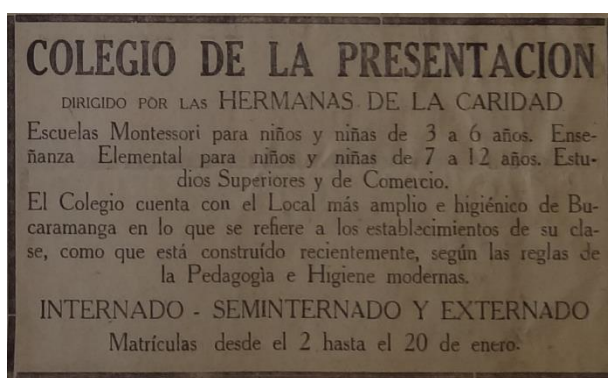 COLEGIO DE LA PRESENTACION
DIRIGIDO POR LAS HERMANAS DE LA CARIDAD
Escuelas Montessori para niños y niñas de 3 a 6 años. Ense-
ñanza Elemental para niños y niñas de 7 a 12 años. Estu-
dios Superiores y de Comercio.
El Colegio cuenta con el Local más amplio e higiénico de Bu-
caramanga en lo que se refiere a los establecimientos de su cla-
se, como que está construído recientemente, según las reglas de
la Pedagogìa e Higiene modernas.
INTERNADO - SEMINTERNADO Y EXTERNADO
Matrículas desde el 2 hasta el 20 de enero.